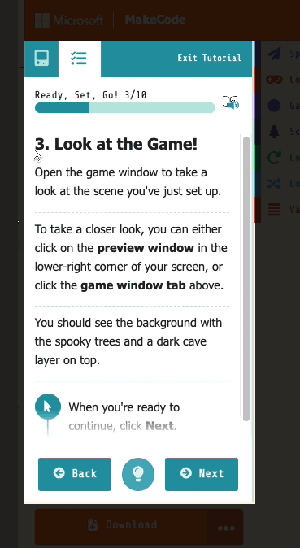 Microsoft MakeCode
Exit Tutorial
Ready, Set, Go! 3/10
3. Look at the Game!
Open the game window to take a
look at the scene you've just set up.
To take a closer look, you can either
click on the preview window in the
lower-right corner of your screen, or
click the game window tab above.
You should see the background with
the spooky trees and a dark cave
layer on top.
When you're ready to
continue, click Next.
Back
Next
Download